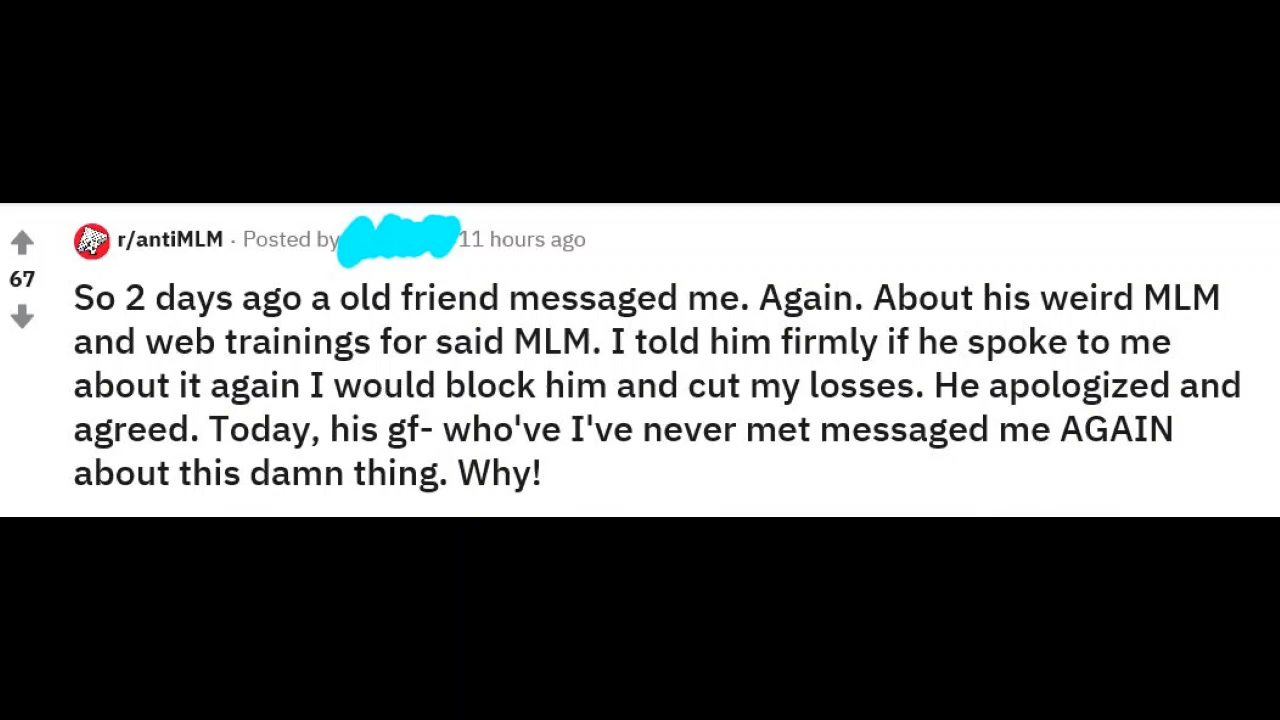 r/antiMLM · Posted by 11 hours ago
67
So 2 days ago a old friend messaged me. Again. About his weird MLM
and web trainings for said MLM. I told him firmly if he spoke to me
about it again I would block him and cut my losses. He apologized and
agreed. Today, his gf- who've I've never met messaged me AGAIN
about this damn thing. Why!